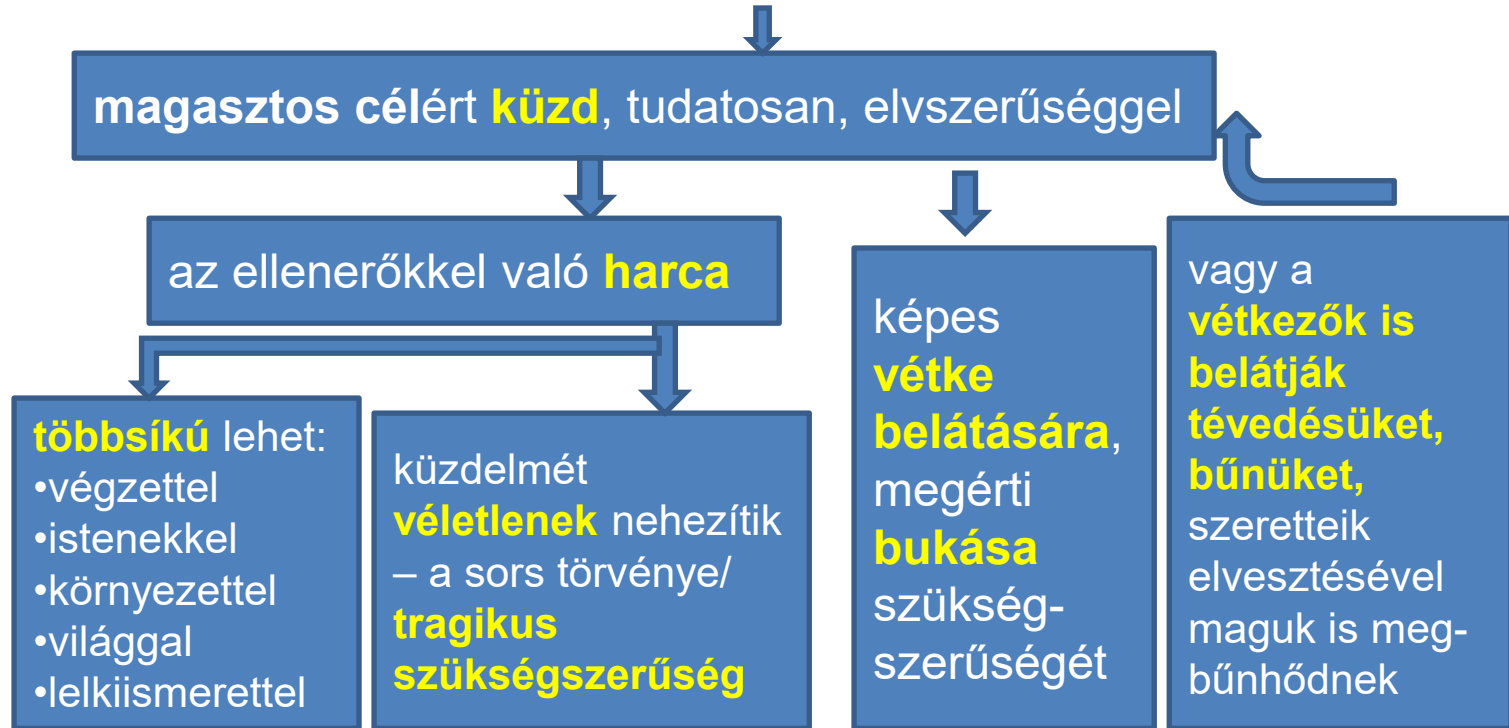 magasztos célért küzd, tudatosan, elvszerűséggel
az ellenerőkkel való harca
többsíkú lehet:
•végzettel
•istenekkel
•környezettel
•világgal
•lelkiismerettel
küzdelmét
véletlenek nehezítik
– a sors törvénye/
tragikus
szükségszerűség
képes
vétke
belátására,
megérti
bukása
szükség-
szerűségét
vagy a
vétkezők is
belátják
tévedésüket,
bűnüket,
szeretteik
elvesztésével
maguk is meg-
bűnhődnek